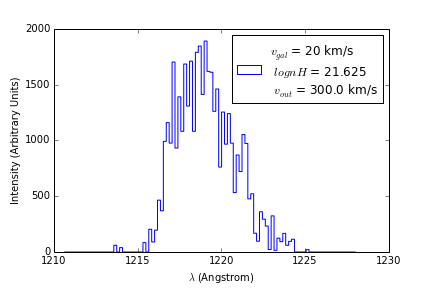 2000
1500
1000
500
0
1210
1215
1220
1225
1230
Intensity (Arbitrary Units)
λ (Angstrom)
v_gal = 20 km/s
lognH = 21.625
v_out = 300.0 km/s